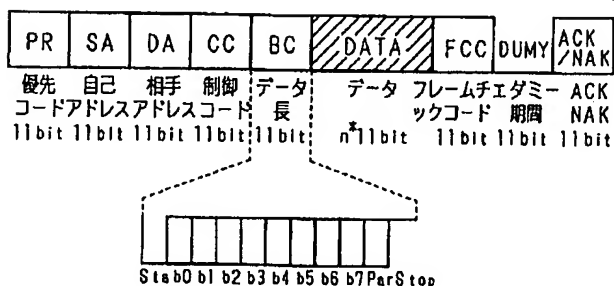 PR SA DA CC BC DATA FCC DUMY ACK/NAK
優先 自己 相手 制御 データ データ フレームチェ ダミー ACK
コード アドレス アドレス コード 長 ックコード 期間 NAK
11bit 11bit 11bit 11bit 11bit n*11bit 11bit 11bit 11bit
Sta b0 b1 b2 b3 b4 b5 b6 b7 Par Stop